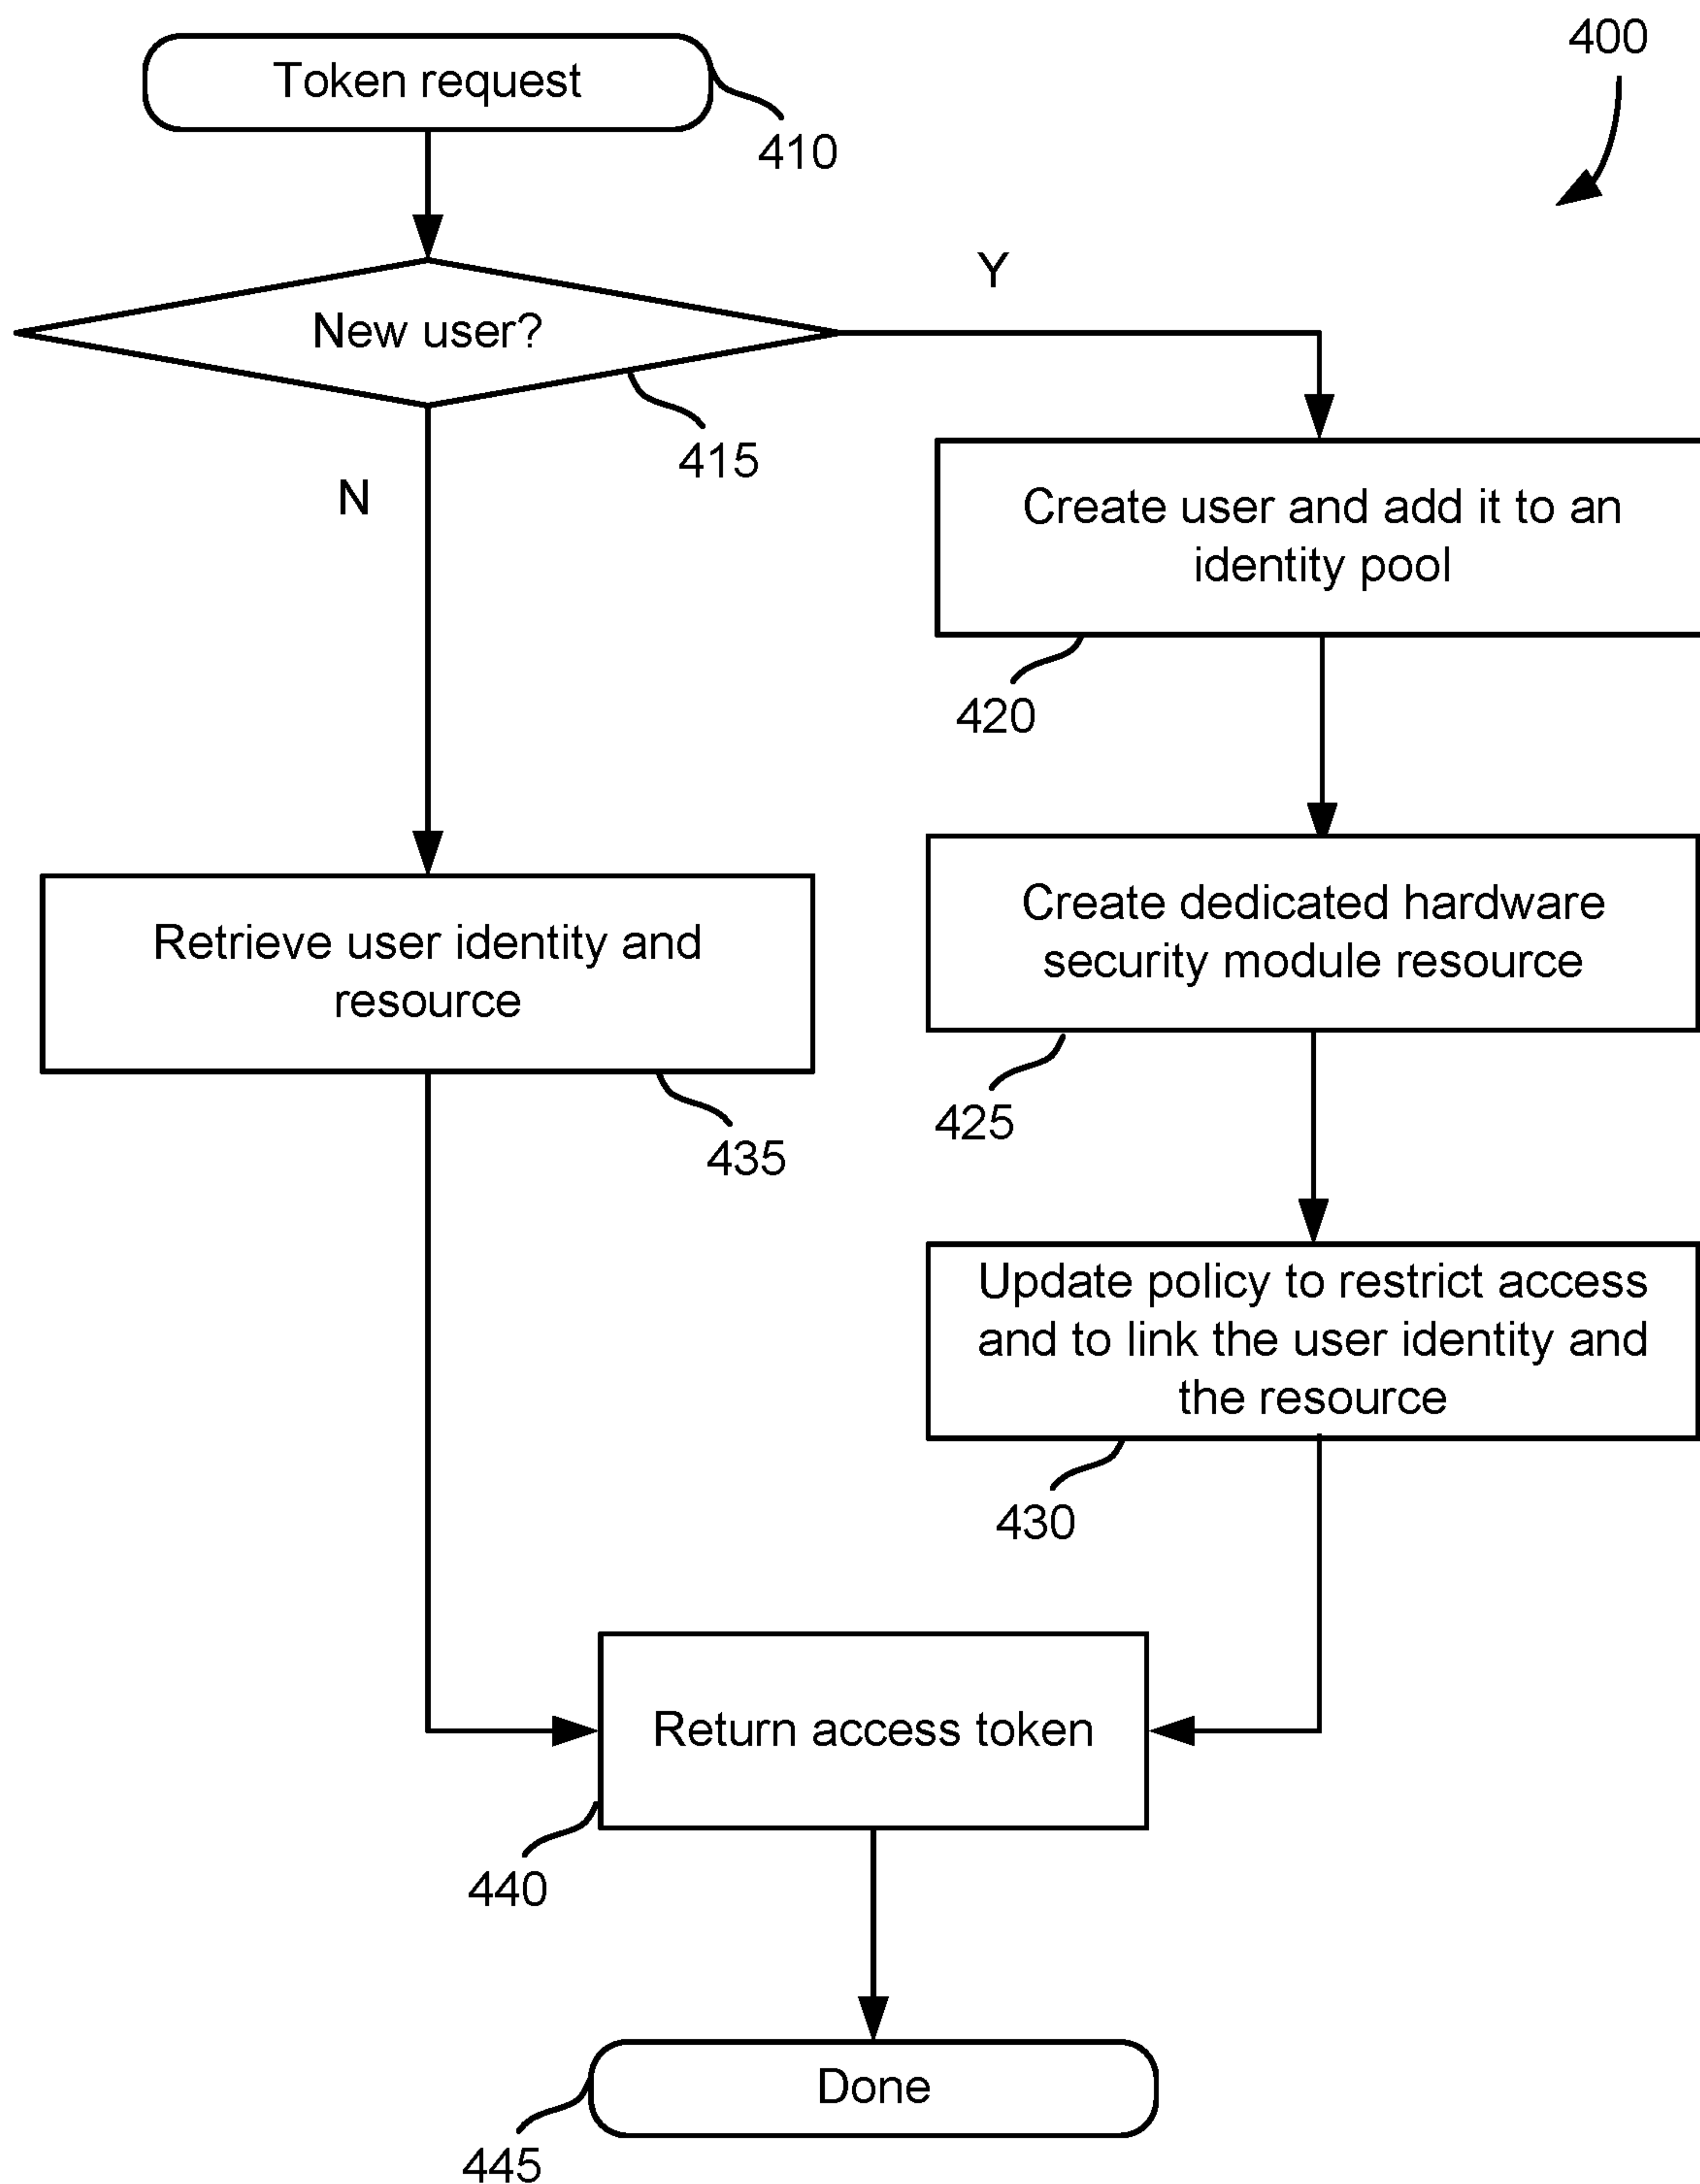 400
Token request
410
Y
New user?
415
N
Create user and add it to an
identity pool
420
Create dedicated hardware
security module resource
425
Retrieve user identity and
resource
435
Update policy to restrict access
and to link the user identity and
the resource
430
Return access token
440
Done
445